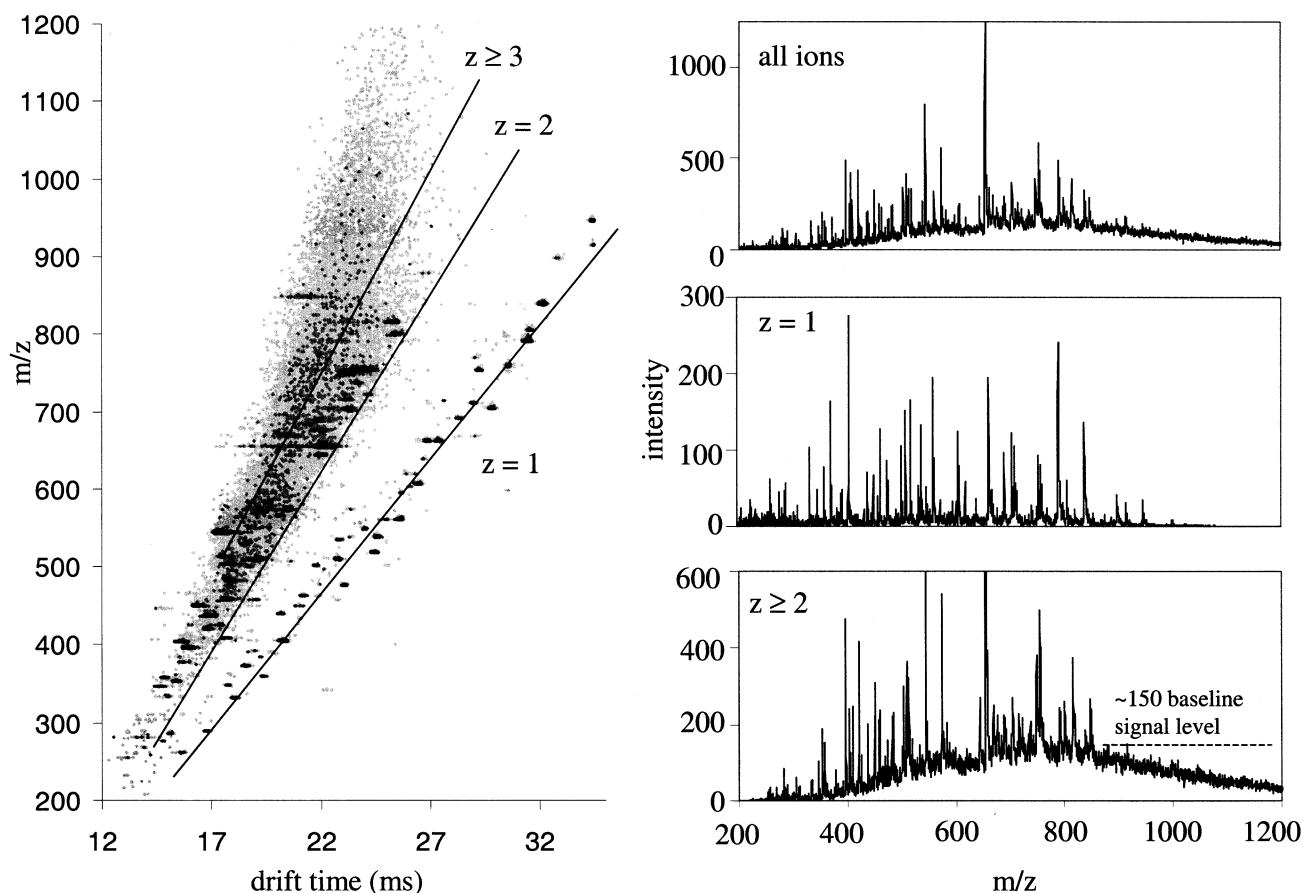 1200
1100
1000
900
800
700
600
500
400
300
200
m/z
12
17
22
27
32
drift time (ms)
z ≥ 3
z = 2
z = 1
all ions
1000
500
0
z = 1
300
200
100
0
intensity
z ≥ 2
600
400
200
0
~150 baseline
signal level
200
400
600
800
1000
1200
m/z